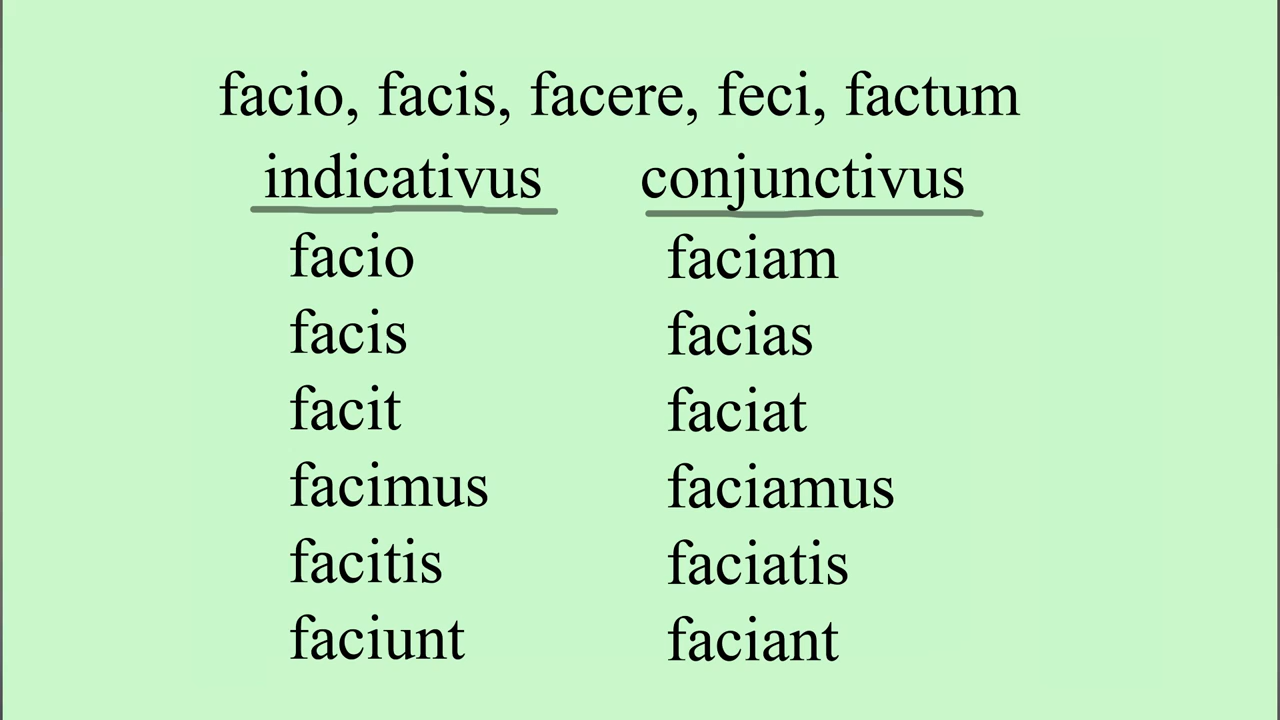 facio, facis, facere, feci, factum
indicativus conjunctivus
facio faciam
facis facias
facit faciat
facimus faciamus
facitis faciatis
faciunt faciant